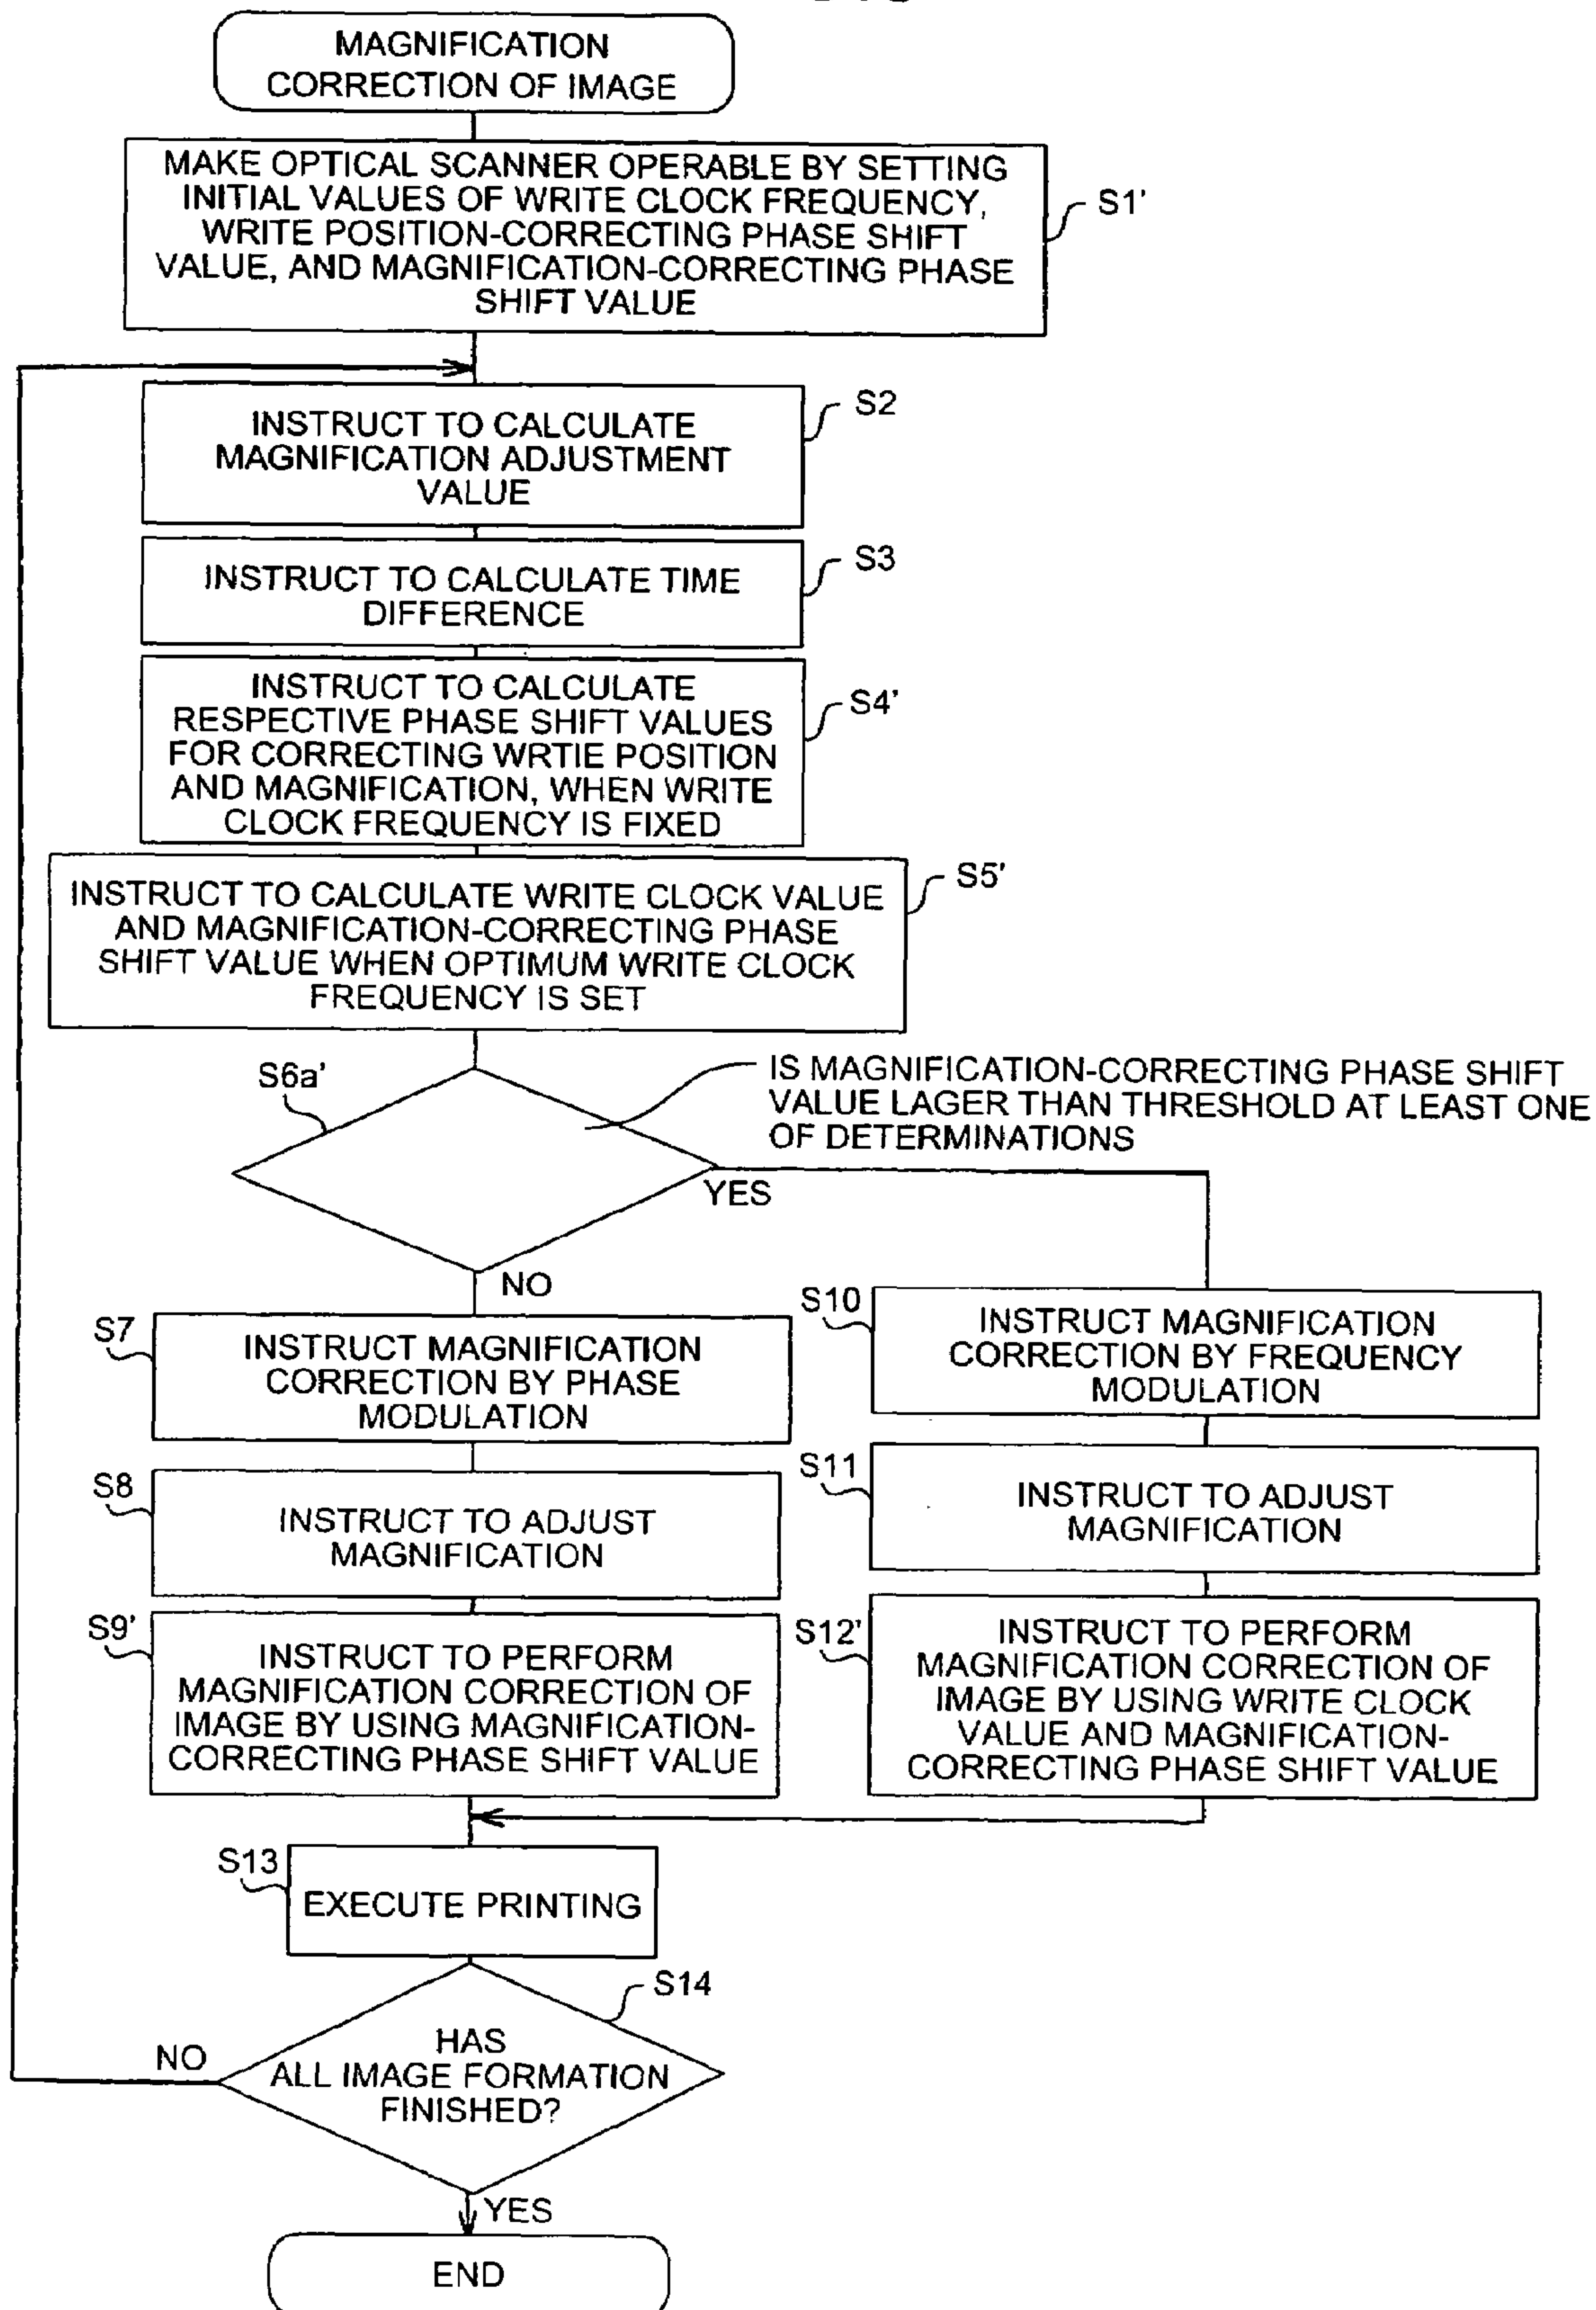 MAGNIFICATION
CORRECTION OF IMAGE
MAKE OPTICAL SCANNER OPERABLE BY SETTING
INITIAL VALUES OF WRITE CLOCK FREQUENCY,
WRITE POSITION-CORRECTING PHASE SHIFT
VALUE, AND MAGNIFICATION-CORRECTING PHASE
SHIFT VALUE
S1'
INSTRUCT TO CALCULATE
MAGNIFICATION ADJUSTMENT
VALUE
S2
INSTRUCT TO CALCULATE TIME
DIFFERENCE
S3
INSTRUCT TO CALCULATE
RESPECTIVE PHASE SHIFT VALUES
FOR CORRECTING WRTIE POSITION
AND MAGNIFICATION, WHEN WRITE
CLOCK FREQUENCY IS FIXED
S4'
INSTRUCT TO CALCULATE WRITE CLOCK VALUE
AND MAGNIFICATION-CORRECTING PHASE
SHIFT VALUE WHEN OPTIMUM WRITE CLOCK
FREQUENCY IS SET
S5'
S6a'
IS MAGNIFICATION-CORRECTING PHASE SHIFT
VALUE LAGER THAN THRESHOLD AT LEAST ONE
OF DETERMINATIONS
YES
NO
S7
INSTRUCT MAGNIFICATION
CORRECTION BY PHASE
MODULATION
S8
INSTRUCT TO ADJUST
MAGNIFICATION
S9'
INSTRUCT TO PERFORM
MAGNIFICATION CORRECTION OF
IMAGE BY USING MAGNIFICATION-
CORRECTING PHASE SHIFT VALUE
S10
INSTRUCT MAGNIFICATION
CORRECTION BY FREQUENCY
MODULATION
S11
INSTRUCT TO ADJUST
MAGNIFICATION
S12'
INSTRUCT TO PERFORM
MAGNIFICATION CORRECTION OF
IMAGE BY USING WRITE CLOCK
VALUE AND MAGNIFICATION-
CORRECTING PHASE SHIFT VALUE
S13
EXECUTE PRINTING
S14
HAS
ALL IMAGE FORMATION
FINISHED?
NO
YES
END